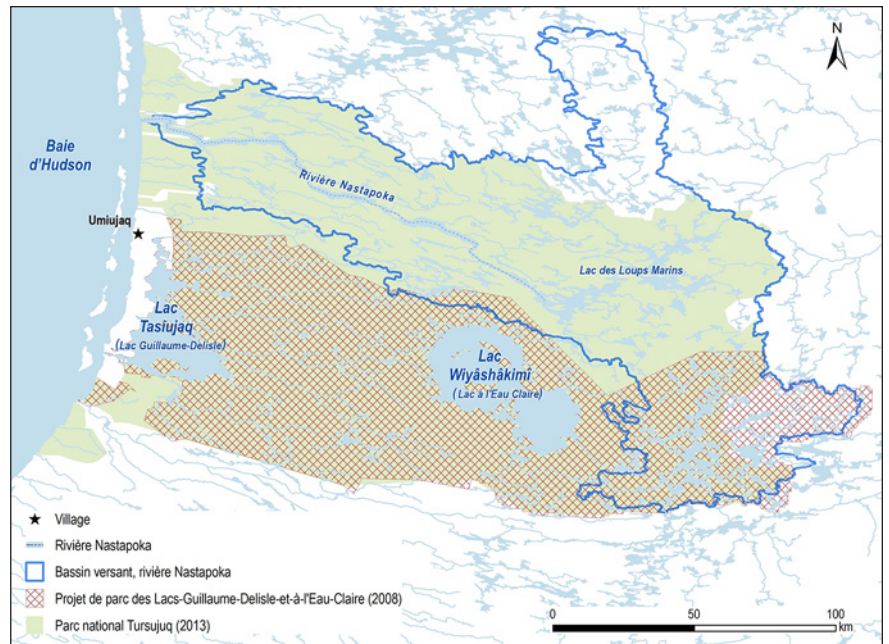 N
Baie
d'Hudson
Rivière Nastapoka
Umiujaq
Lac des Loups Marins
Lac
Tasiujaq
(Lac Guillaume-Delisle)
Lac
Wiyâshâkimî
(Lac à l'Eau Claire)
Village
Rivière Nastapoka
Bassin versant, rivière Nastapoka
Projet de parc des Lacs-Guillaume-Delisle-et-à-l'Eau-Claire (2008)
Parc national Tursujuq (2013)
0 50 100
km